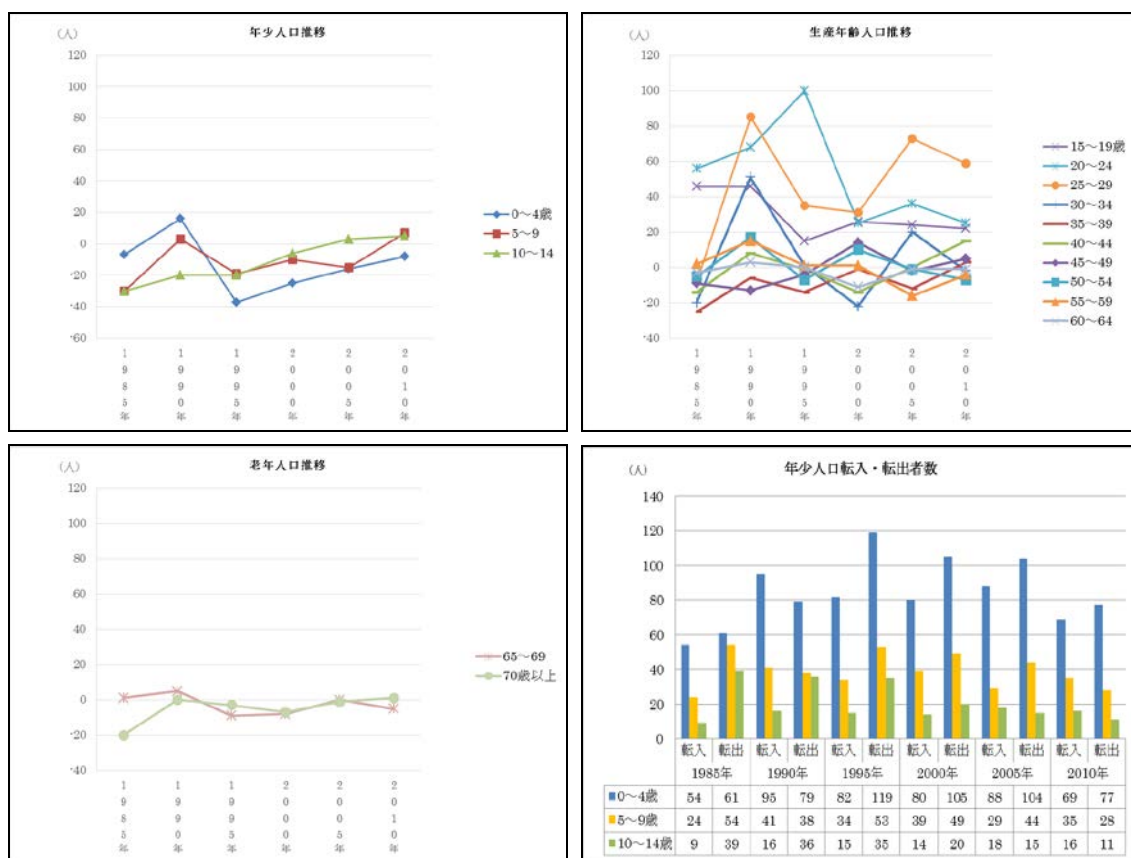 年少人口推移
(人)
120
100
80
60
40
20
0
-20
-40
-60
1985年
1990年
1995年
2000年
2005年
2010年
0～4歳
5～9
10～14
生産年齢人口推移
(人)
120
100
80
60
40
20
0
-20
-40
1985年
1990年
1995年
2000年
2005年
2010年
15～19歳
20～24
25～29
30～34
35～39
40～44
45～49
50～54
55～59
60～64
老年人口推移
(人)
120
100
80
60
40
20
0
-20
-40
1985年
1990年
1995年
2000年
2005年
2010年
65～69
70歳以上
年少人口転入・転出者数
(人)
140
120
100
80
60
40
20
0
転入 転出 転入 転出 転入 転出 転入 転出 転入 転出 転入 転出
1985年 1990年 1995年 2000年 2005年 2010年
0～4歳 54 61 95 79 82 119 80 105 88 104 69 77
5～9歳 24 54 41 38 34 53 39 49 29 44 35 28
10～14歳 9 39 16 36 15 35 14 20 18 15 16 11